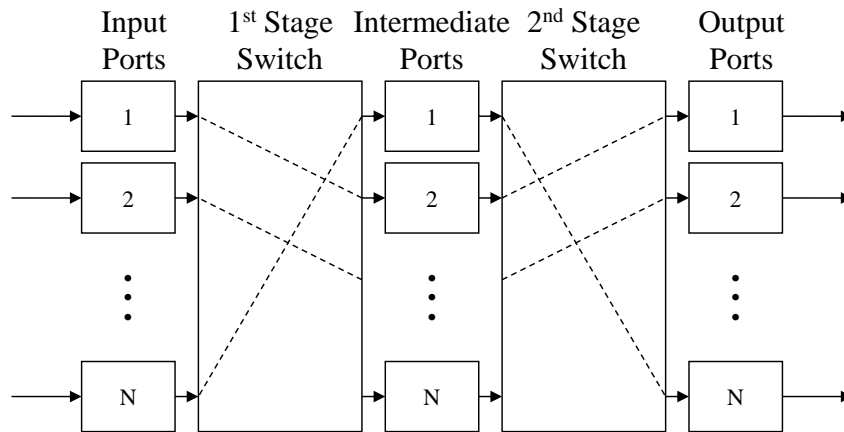 Input Ports
1st Stage Switch
Intermediate Ports
2nd Stage Switch
Output Ports
1
1
1
2
2
2
N
N
N